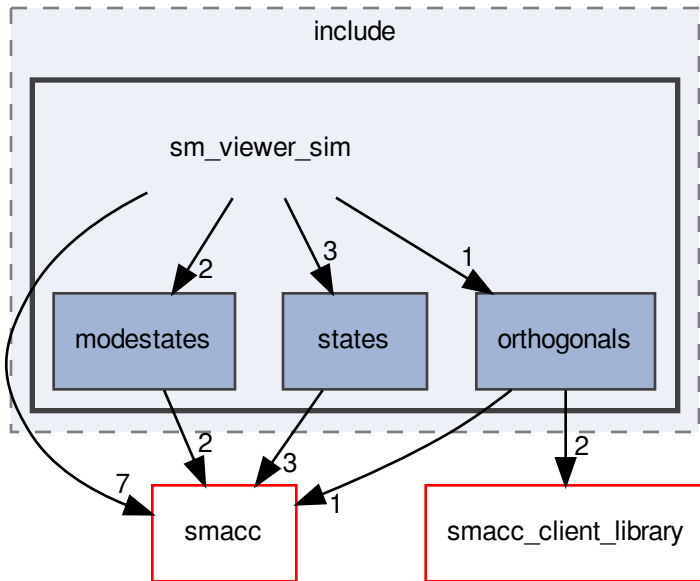 include
sm_viewer_sim
2
3
1
modestates
states
orthogonals
2
3
1
2
7
smacc
smacc_client_library